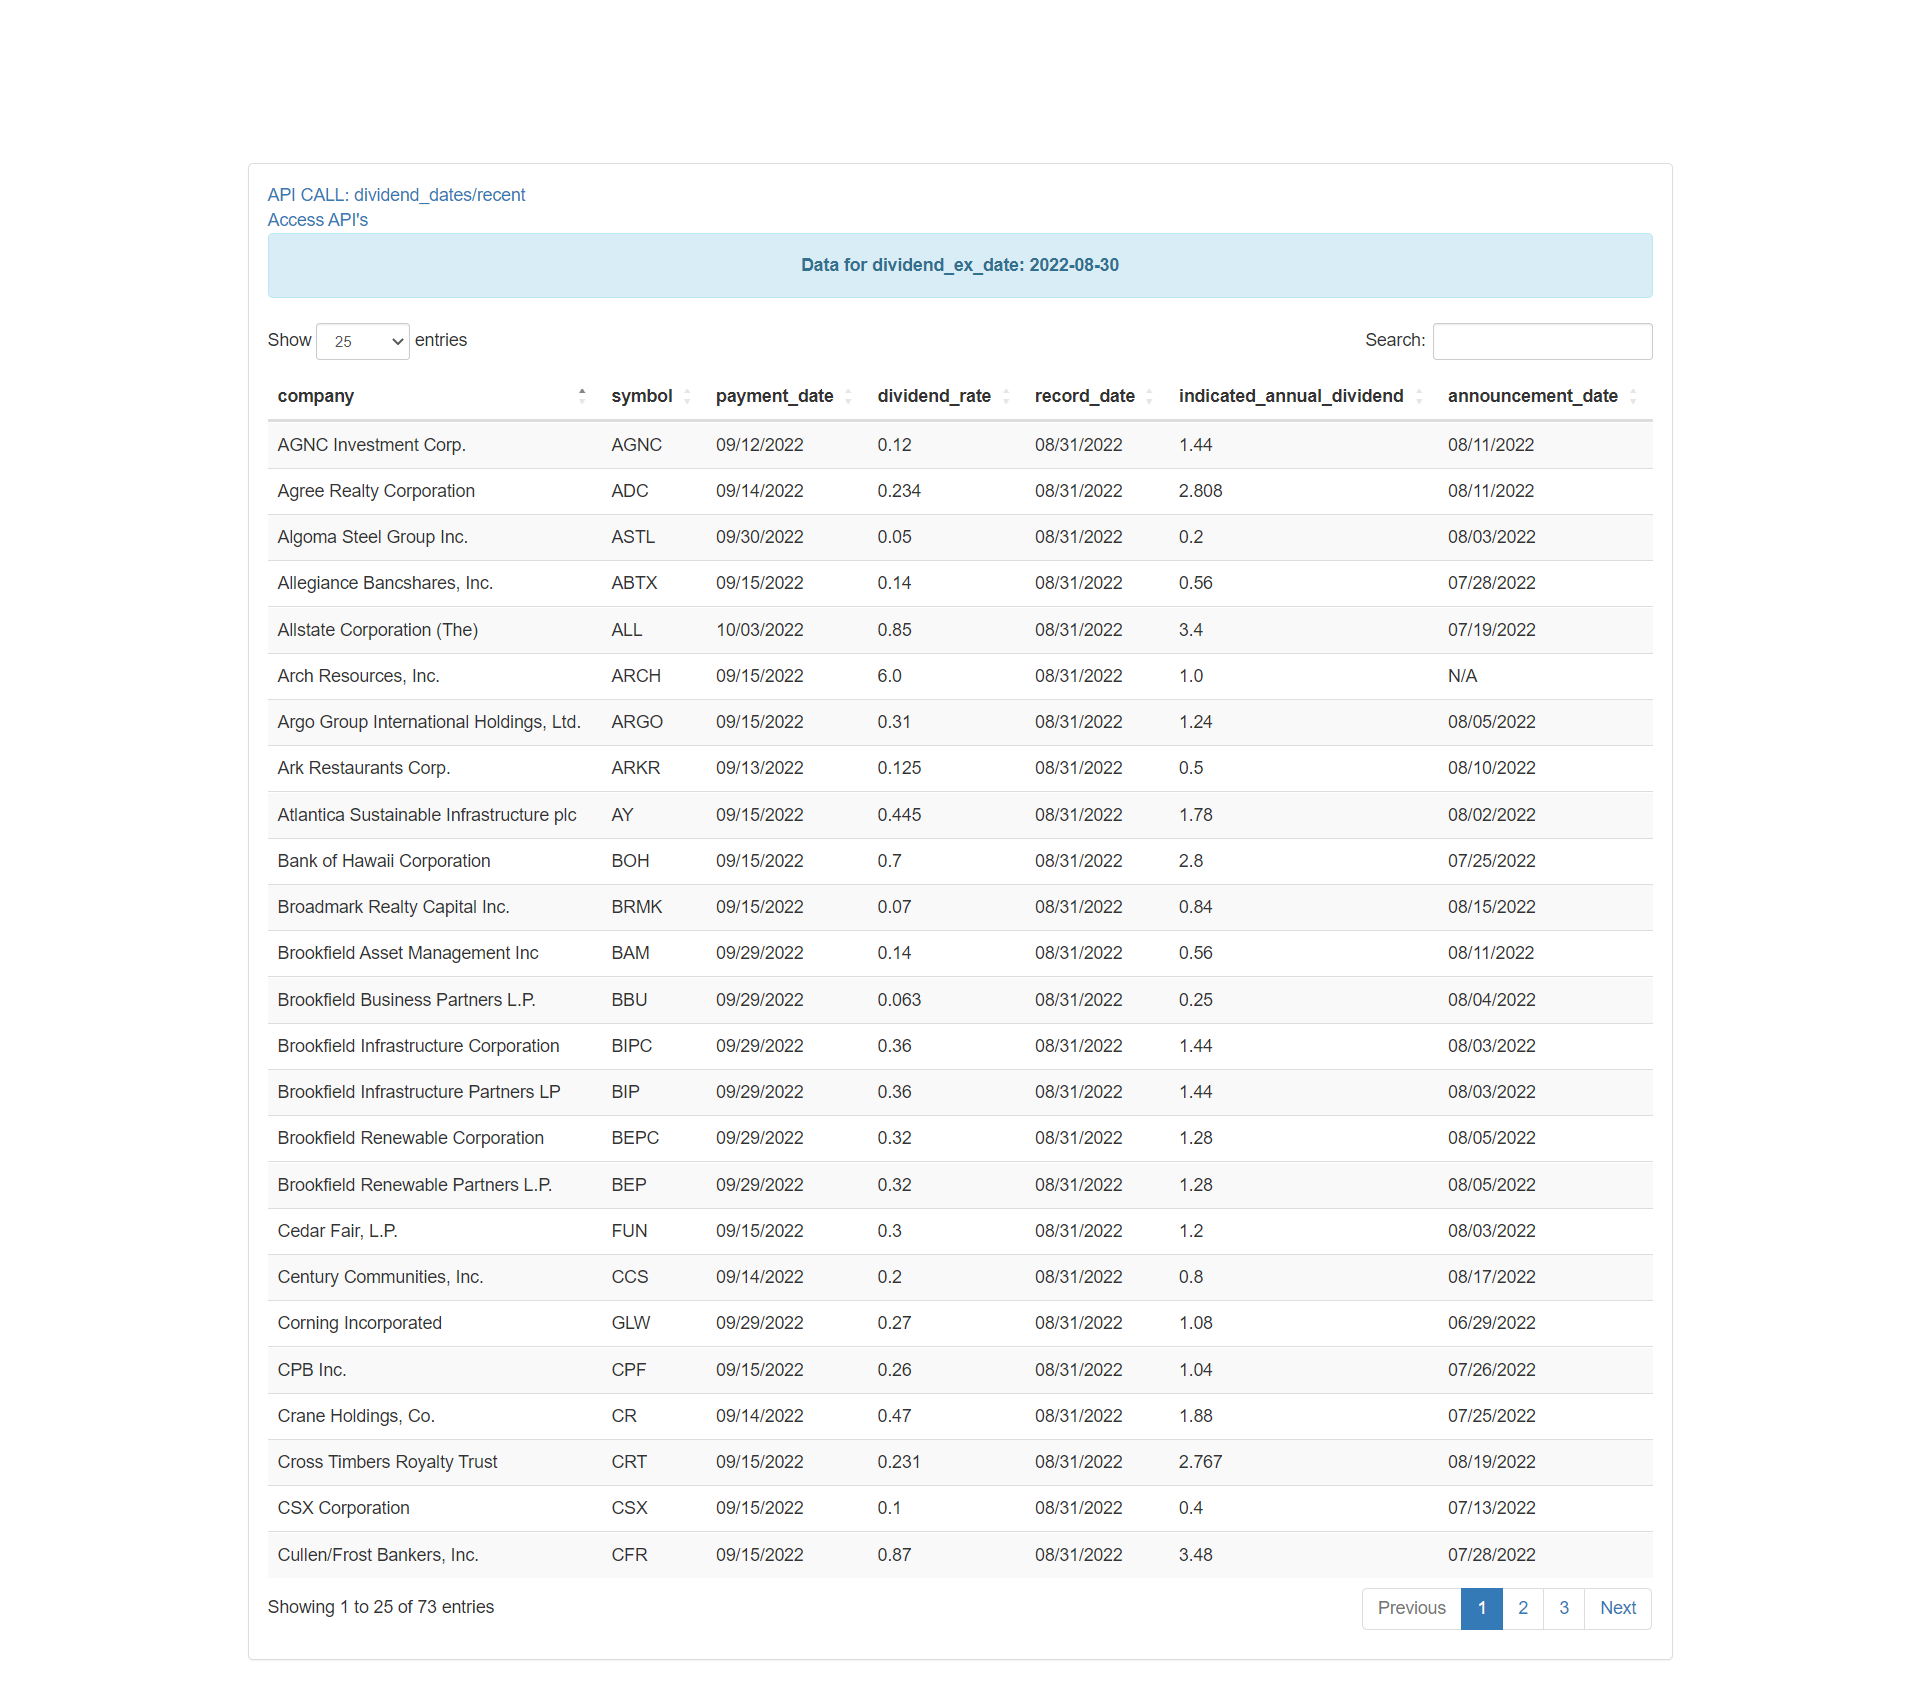 API CALL: dividend_dates/recent
Access API's
Data for dividend_ex_date: 2022-08-30
Show 25 entries Search:
company symbol payment_date dividend_rate record_date indicated_annual_dividend announcement_date
AGNC Investment Corp. AGNC 09/12/2022 0.12 08/31/2022 1.44 08/11/2022
Agree Realty Corporation ADC 09/14/2022 0.234 08/31/2022 2.808 08/11/2022
Algoma Steel Group Inc. ASTL 09/30/2022 0.05 08/31/2022 0.2 08/03/2022
Allegiance Bancshares, Inc. ABTX 09/15/2022 0.14 08/31/2022 0.56 07/28/2022
Allstate Corporation (The) ALL 10/03/2022 0.85 08/31/2022 3.4 07/19/2022
Arch Resources, Inc. ARCH 09/15/2022 6.0 08/31/2022 1.0 N/A
Argo Group International Holdings, Ltd. ARGO 09/15/2022 0.31 08/31/2022 1.24 08/05/2022
Ark Restaurants Corp. ARKR 09/13/2022 0.125 08/31/2022 0.5 08/10/2022
Atlantica Sustainable Infrastructure plc AY 09/15/2022 0.445 08/31/2022 1.78 08/02/2022
Bank of Hawaii Corporation BOH 09/15/2022 0.7 08/31/2022 2.8 07/25/2022
Broadmark Realty Capital Inc. BRMK 09/15/2022 0.07 08/31/2022 0.84 08/15/2022
Brookfield Asset Management Inc BAM 09/29/2022 0.14 08/31/2022 0.56 08/11/2022
Brookfield Business Partners L.P. BBU 09/29/2022 0.063 08/31/2022 0.25 08/04/2022
Brookfield Infrastructure Corporation BIPC 09/29/2022 0.36 08/31/2022 1.44 08/03/2022
Brookfield Infrastructure Partners LP BIP 09/29/2022 0.36 08/31/2022 1.44 08/03/2022
Brookfield Renewable Corporation BEPC 09/29/2022 0.32 08/31/2022 1.28 08/05/2022
Brookfield Renewable Partners L.P. BEP 09/29/2022 0.32 08/31/2022 1.28 08/05/2022
Cedar Fair, L.P. FUN 09/15/2022 0.3 08/31/2022 1.2 08/03/2022
Century Communities, Inc. CCS 09/14/2022 0.2 08/31/2022 0.8 08/17/2022
Corning Incorporated GLW 09/29/2022 0.27 08/31/2022 1.08 06/29/2022
CPB Inc. CPF 09/15/2022 0.26 08/31/2022 1.04 07/26/2022
Crane Holdings, Co. CR 09/14/2022 0.47 08/31/2022 1.88 07/25/2022
Cross Timbers Royalty Trust CRT 09/15/2022 0.231 08/31/2022 2.767 08/19/2022
CSX Corporation CSX 09/15/2022 0.1 08/31/2022 0.4 07/13/2022
Cullen/Frost Bankers, Inc. CFR 09/15/2022 0.87 08/31/2022 3.48 07/28/2022
Showing 1 to 25 of 73 entries Previous 1 2 3 Next